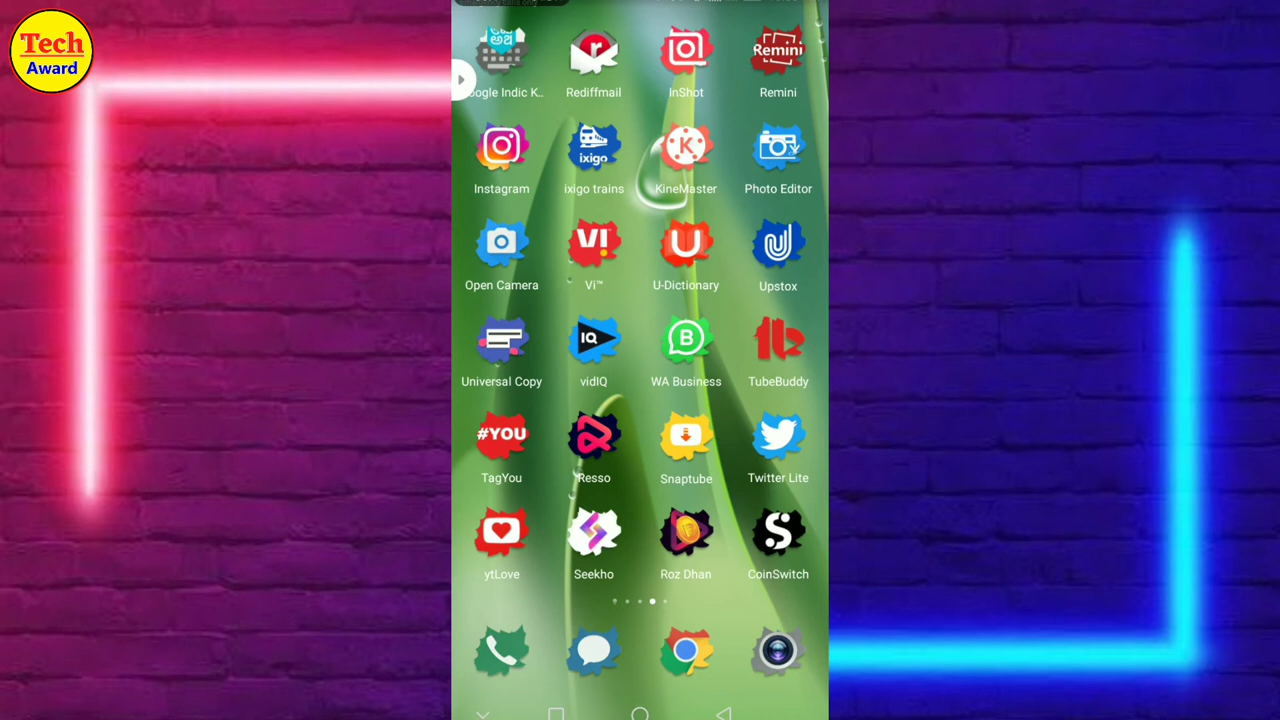 Tech
Award
अ
Remini
oogle Indic K..
Rediffmail
InShot
Remini
ixigo
K
Instagram
ixigo trains
KineMaster
Photo Editor
VI!
U
Open Camera
Vi™
U-Dictionary
Upstox
IQ
B
Universal Copy
vidIQ
WA Business
TubeBuddy
#YOU
TagYou
Resso
Snaptube
Twitter Lite
ytLove
Seekho
Roz Dhan
CoinSwitch